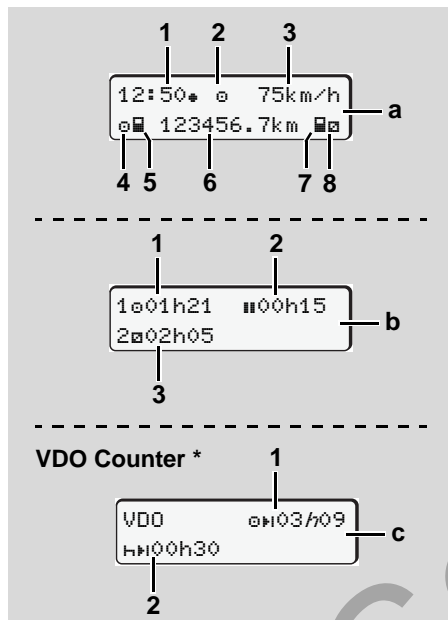 1 2 3
12:50● ⊙ 75km/h
a
⊙ 123456.7km ☑
4 5 6 7 8
1 2
1⊙01h21 00h15
b
2☑02h05
3
VDO Counter *
1
VDO ⊙03h09
c
00h30
2